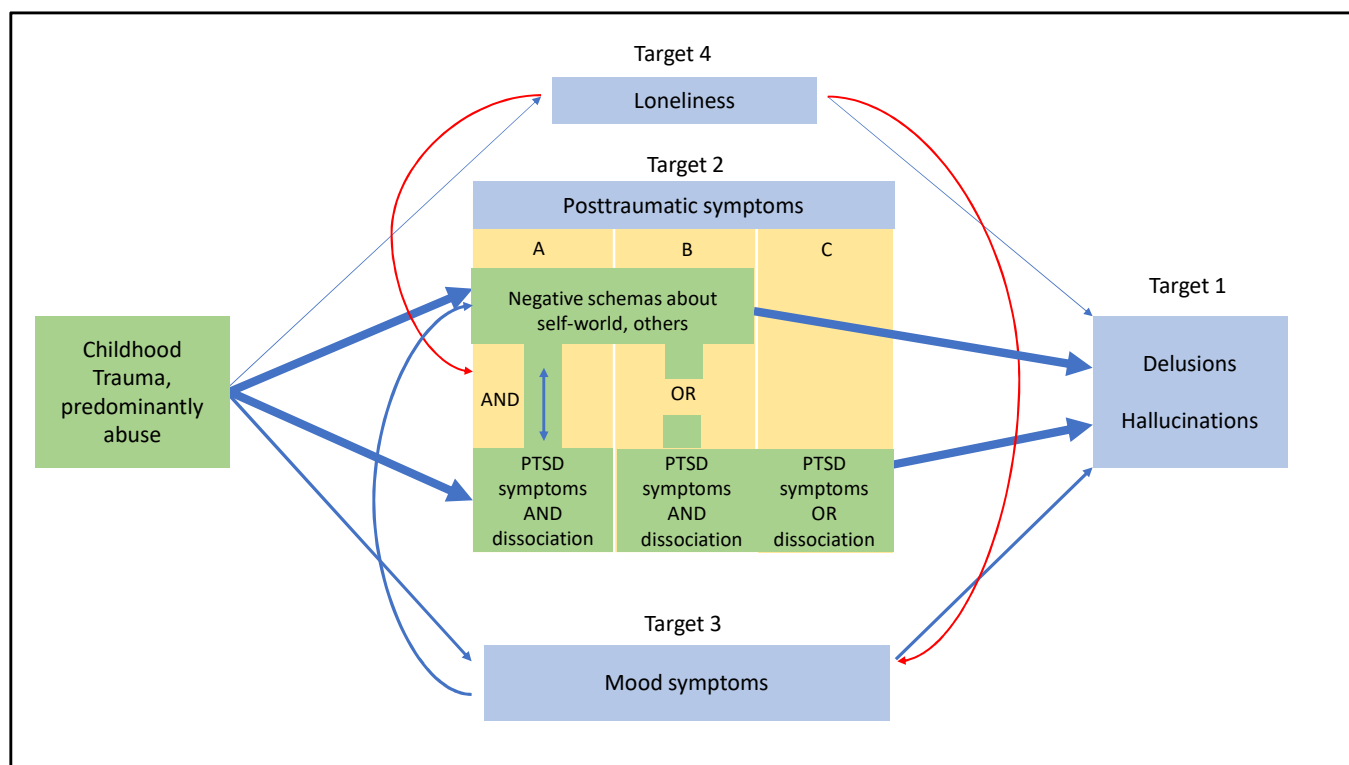 Target 4
Loneliness
Target 2
Posttraumatic symptoms
A
B
C
Negative schemas about
self-world, others
AND
OR
PTSD
symptoms
AND
dissociation
PTSD
symptoms
AND
dissociation
PTSD
symptoms
OR
dissociation
Childhood
Trauma,
predominantly
abuse
Target 1
Delusions
Hallucinations
Target 3
Mood symptoms